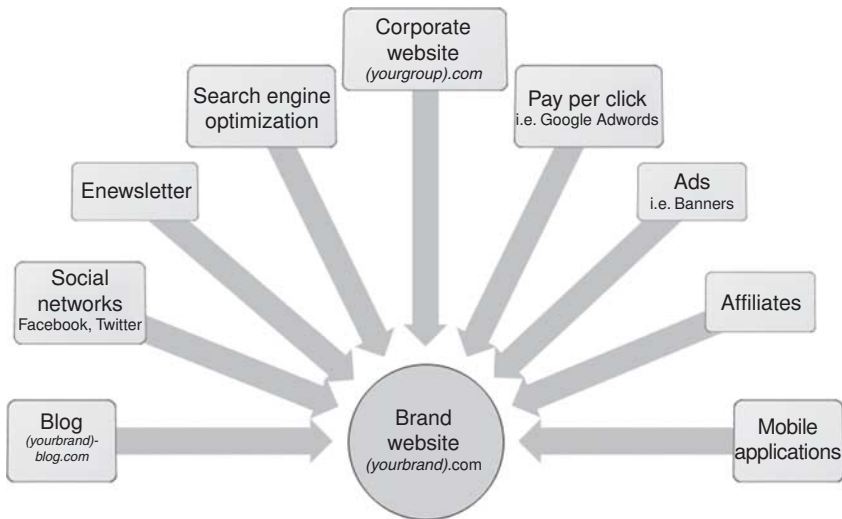 Corporate
website
(yourgroup).com
Search engine
optimization
Pay per click
i.e. Google Adwords
Enewsletter
Ads
i.e. Banners
Social
networks
Facebook, Twitter
Affiliates
Blog
(yourbrand)-
blog.com
Brand
website
(yourbrand).com
Mobile
applications